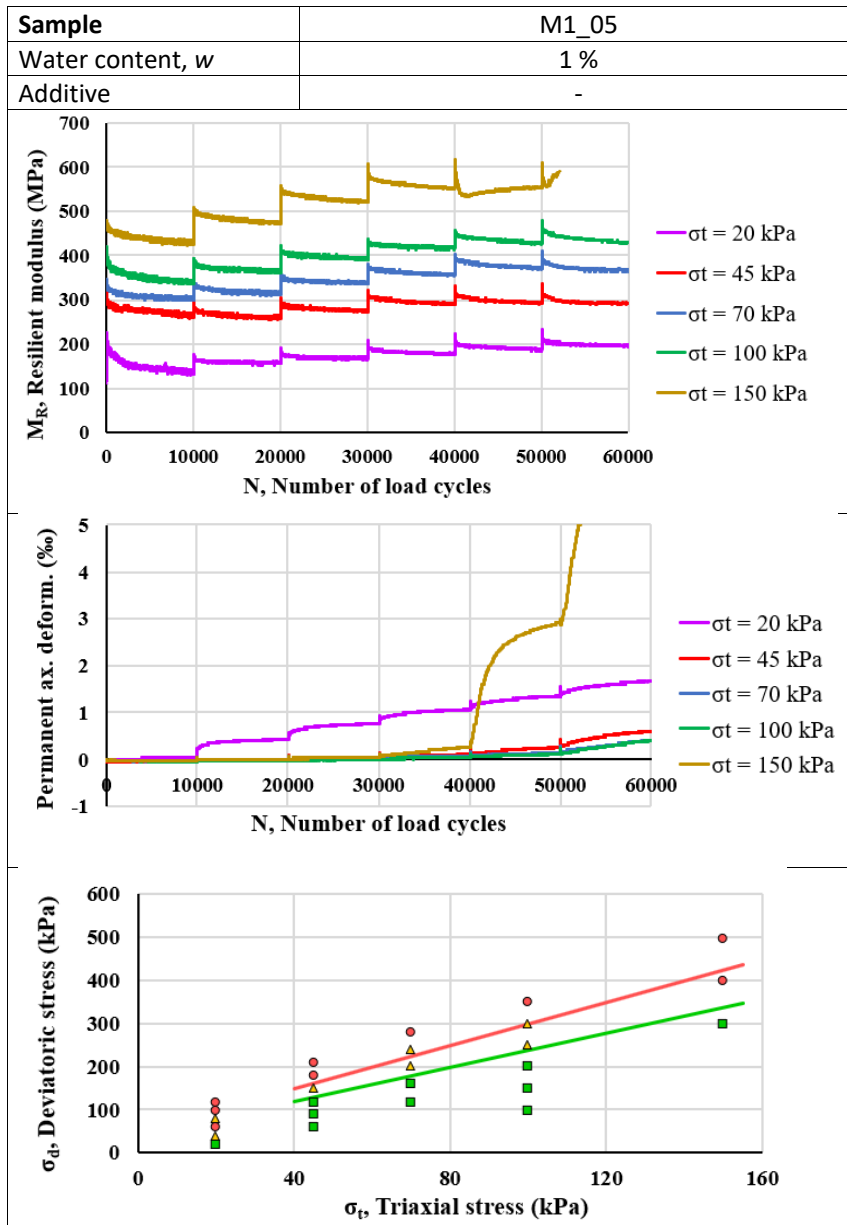 Sample M1_05
Water content, w 1 %
Additive -
700
600
500
400
300
200
100
0
0 10000 20000 30000 40000 50000 60000
M_R, Resilient modulus (MPa)
N, Number of load cycles
σt = 20 kPa
σt = 45 kPa
σt = 70 kPa
σt = 100 kPa
σt = 150 kPa
5
4
3
2
1
0
-1
0 10000 20000 30000 40000 50000 60000
Permanent ax. deform. (‰)
N, Number of load cycles
σt = 20 kPa
σt = 45 kPa
σt = 70 kPa
σt = 100 kPa
σt = 150 kPa
600
500
400
300
200
100
0
0 40 80 120 160
σ_d, Deviatoric stress (kPa)
σ_t, Triaxial stress (kPa)